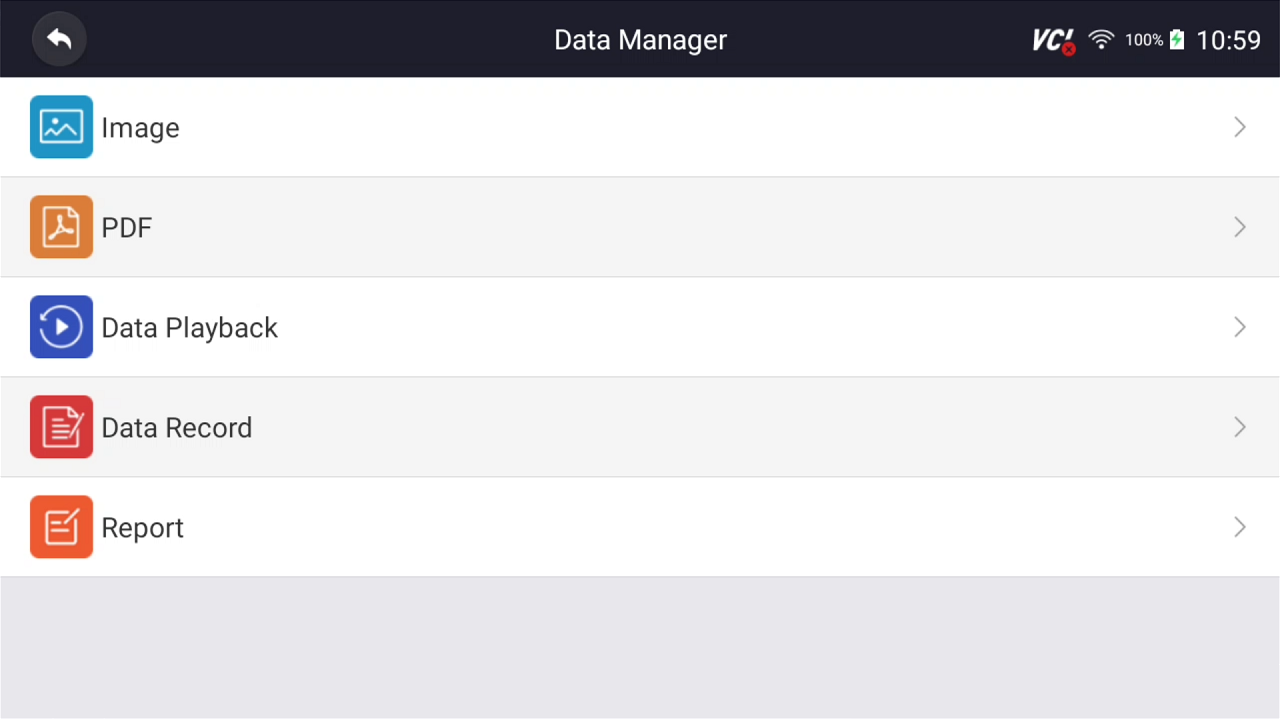 Data Manager
VCI 100% 10:59
Image
PDF
Data Playback
Data Record
Report